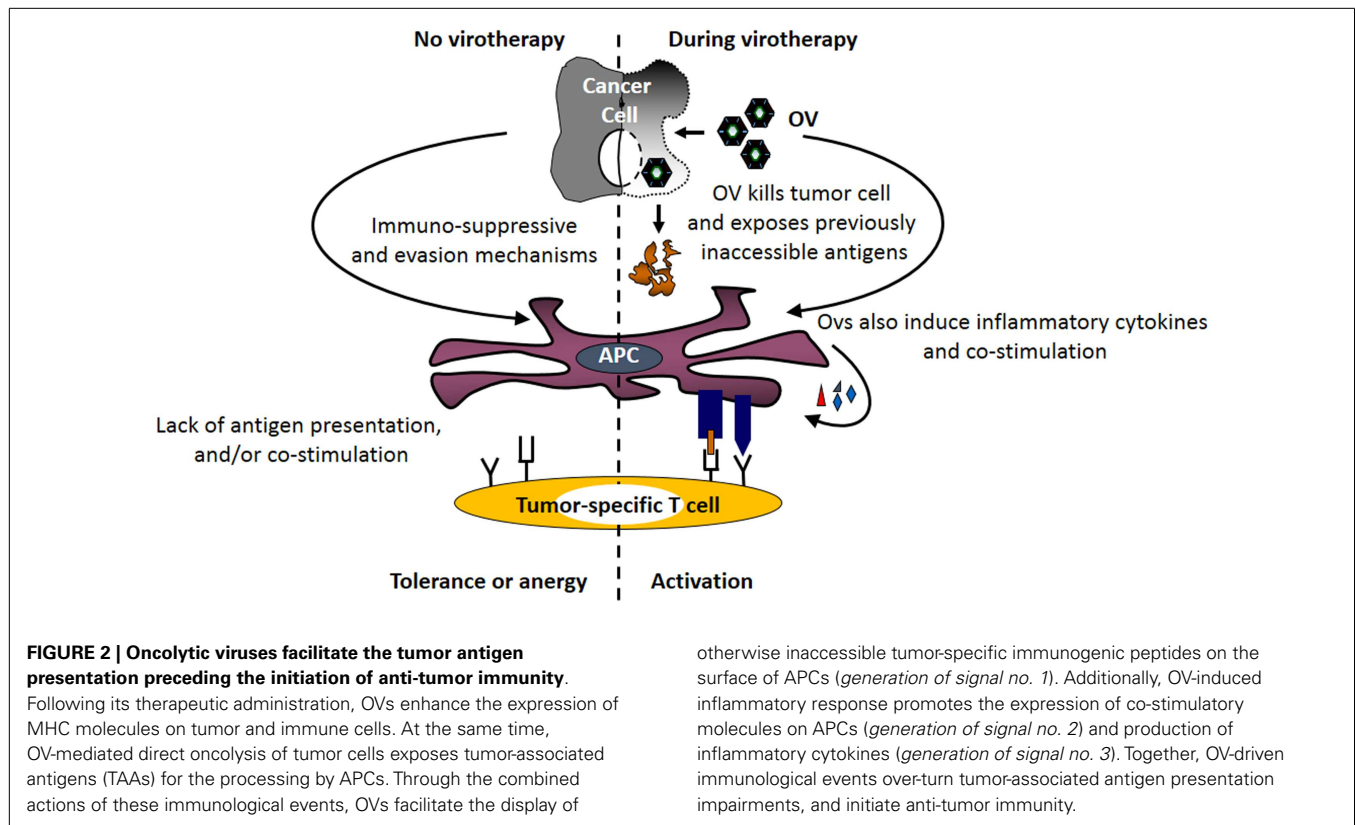 No virotherapy
During virotherapy
Cancer
Cell
OV
Immuno-suppressive
and evasion mechanisms
OV kills tumor cell
and exposes previously
inaccessible antigens
APC
Ovs also induce inflammatory cytokines
and co-stimulation
Lack of antigen presentation,
and/or co-stimulation
Tumor-specific T cell
Tolerance or anergy
Activation
FIGURE 2 | Oncolytic viruses facilitate the tumor antigen
presentation preceding the initiation of anti-tumor immunity.
Following its therapeutic administration, OVs enhance the expression of
MHC molecules on tumor and immune cells. At the same time,
OV-mediated direct oncolysis of tumor cells exposes tumor-associated
antigens (TAAs) for the processing by APCs. Through the combined
actions of these immunological events, OVs facilitate the display of
otherwise inaccessible tumor-specific immunogenic peptides on the
surface of APCs (generation of signal no. 1). Additionally, OV-induced
inflammatory response promotes the expression of co-stimulatory
molecules on APCs (generation of signal no. 2) and production of
inflammatory cytokines (generation of signal no. 3). Together, OV-driven
immunological events over-turn tumor-associated antigen presentation
impairments, and initiate anti-tumor immunity.